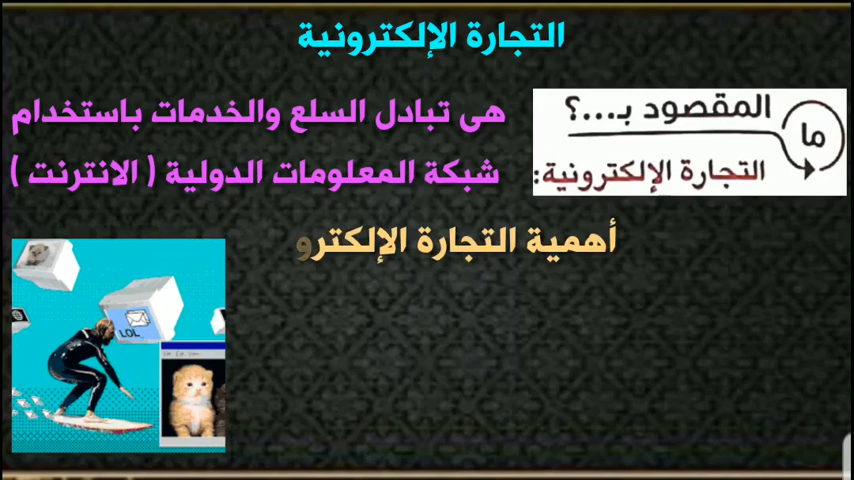 التجارة الإلكترونية
ما المقصود بـ...؟
التجارة الإلكترونية:
هى تبادل السلع والخدمات باستخدام
شبكة المعلومات الدولية ( الانترنت )
أهمية التجارة الإلكترو
LOL